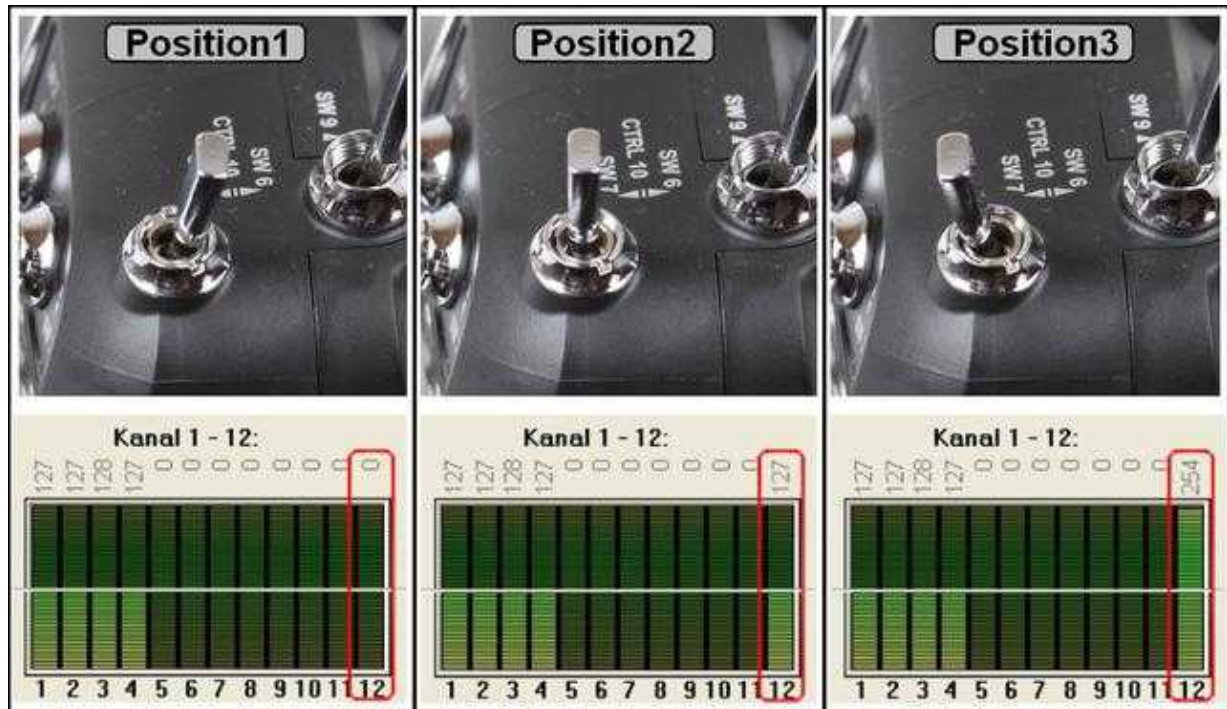 Position1
SW 9
CTRL 10
SW 6
Kanal 1 - 12:
127 127 128 127 0 0 0 0 0 0 0 0
1 2 3 4 5 6 7 8 9 10 11 12
Position2
SW 9
SW 6
CTRL 10
SW 7
Kanal 1 - 12:
127 127 128 127 0 0 0 0 0 0 0 127
1 2 3 4 5 6 7 8 9 10 11 12
Position3
SW 9
SW 6
CTRL 10
SW 7
Kanal 1 - 12:
127 127 128 127 0 0 0 0 0 0 0 254
1 2 3 4 5 6 7 8 9 10 11 12